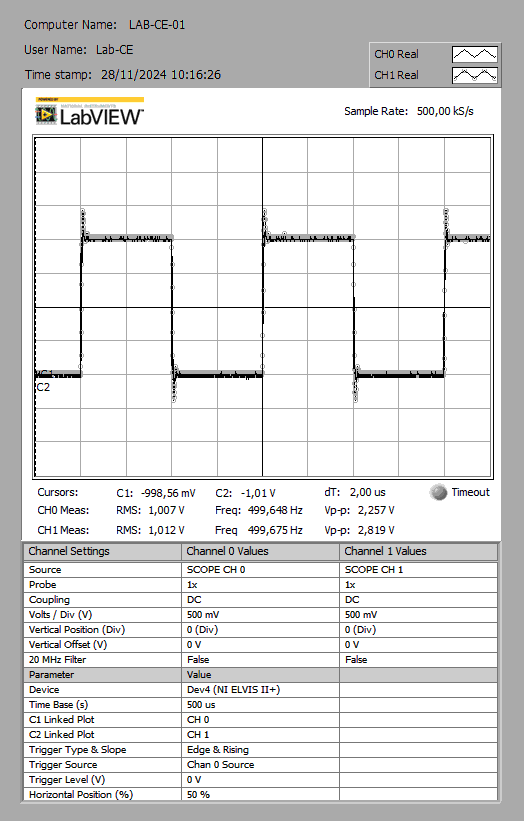 Computer Name: LAB-CE-01
User Name: Lab-CE
Time stamp: 28/11/2024 10:16:26
CH0 Real
CH1 Real
POWERED BY
NATIONAL INSTRUMENTS
LabVIEW™
Sample Rate: 500,00 kS/s
C1
C2
Cursors: C1: -998,56 mV C2: -1,01 V dT: 2,00 us Timeout
CH0 Meas: RMS: 1,007 V Freq: 499,648 Hz Vp-p: 2,257 V
CH1 Meas: RMS: 1,012 V Freq 499,675 Hz Vp-p: 2,819 V
Channel Settings Channel 0 Values Channel 1 Values
Source SCOPE CH 0 SCOPE CH 1
Probe 1x 1x
Coupling DC DC
Volts / Div (V) 500 mV 500 mV
Vertical Position (Div) 0 (Div) 0 (Div)
Vertical Offset (V) 0 V 0 V
20 MHz Filter False False
Parameter Value
Device Dev4 (NI ELVIS II+)
Time Base (s) 500 us
C1 Linked Plot CH 0
C2 Linked Plot CH 1
Trigger Type & Slope Edge & Rising
Trigger Source Chan 0 Source
Trigger Level (V) 0 V
Horizontal Position (%) 50 %